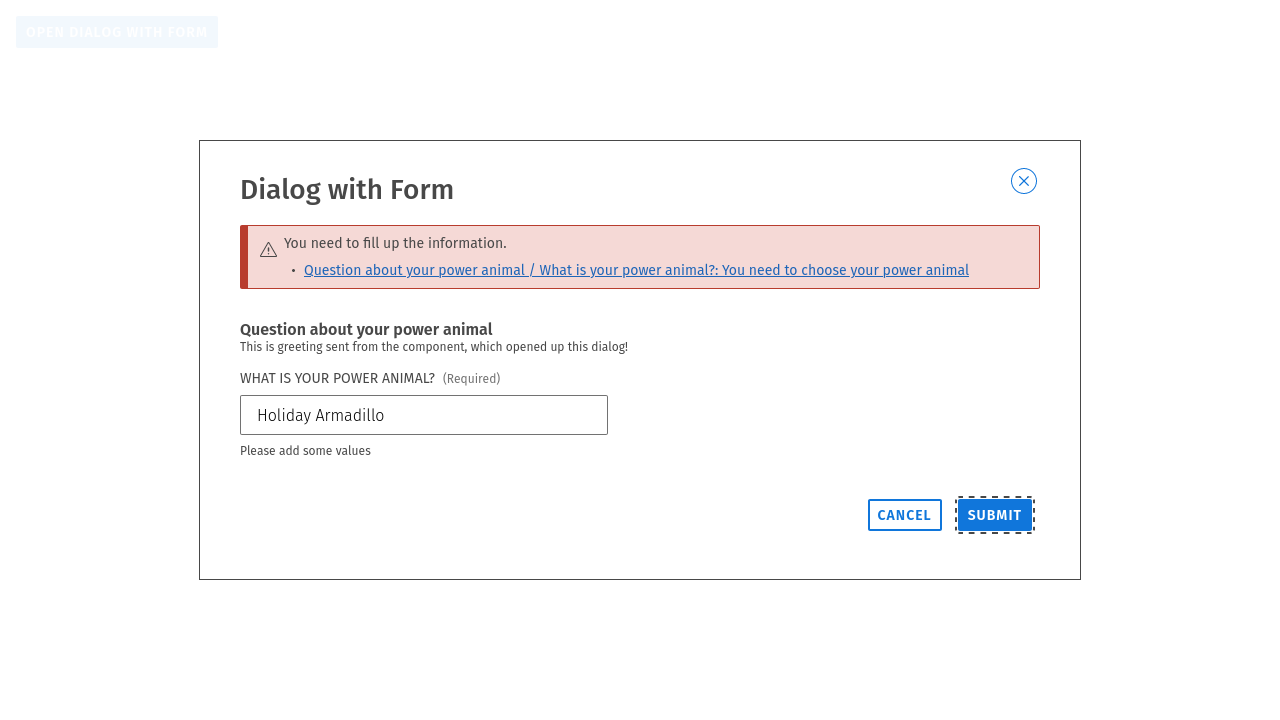 OPEN DIALOG WITH FORM
Dialog with Form
You need to fill up the information.
• Question about your power animal / What is your power animal?: You need to choose your power animal
Question about your power animal
This is greeting sent from the component, which opened up this dialog!
WHAT IS YOUR POWER ANIMAL? (Required)
Holiday Armadillo
Please add some values
CANCEL SUBMIT